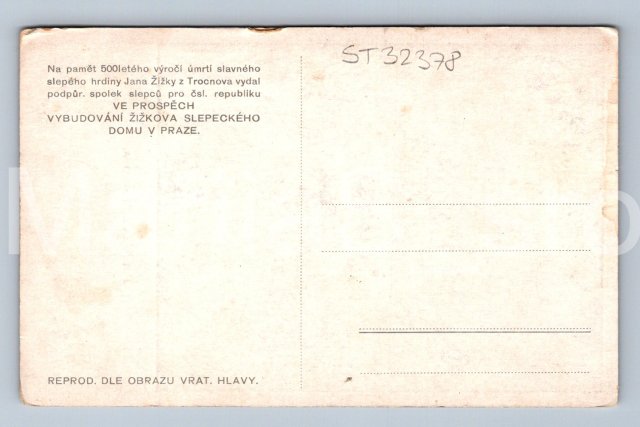 Na pamět 500letého výročí úmrtí slavného
slepého hrdiny Jana Žižky z Trocnova vydal
podpůr. spolek slepců pro čsl. republiku
VE PROSPĚCH
VYBUDOVÁNÍ ŽIŽKOVA SLEPECKÉHO
DOMU V PRAZE.
REPROD. DLE OBRAZU VRAT. HLAVY.
ST32378